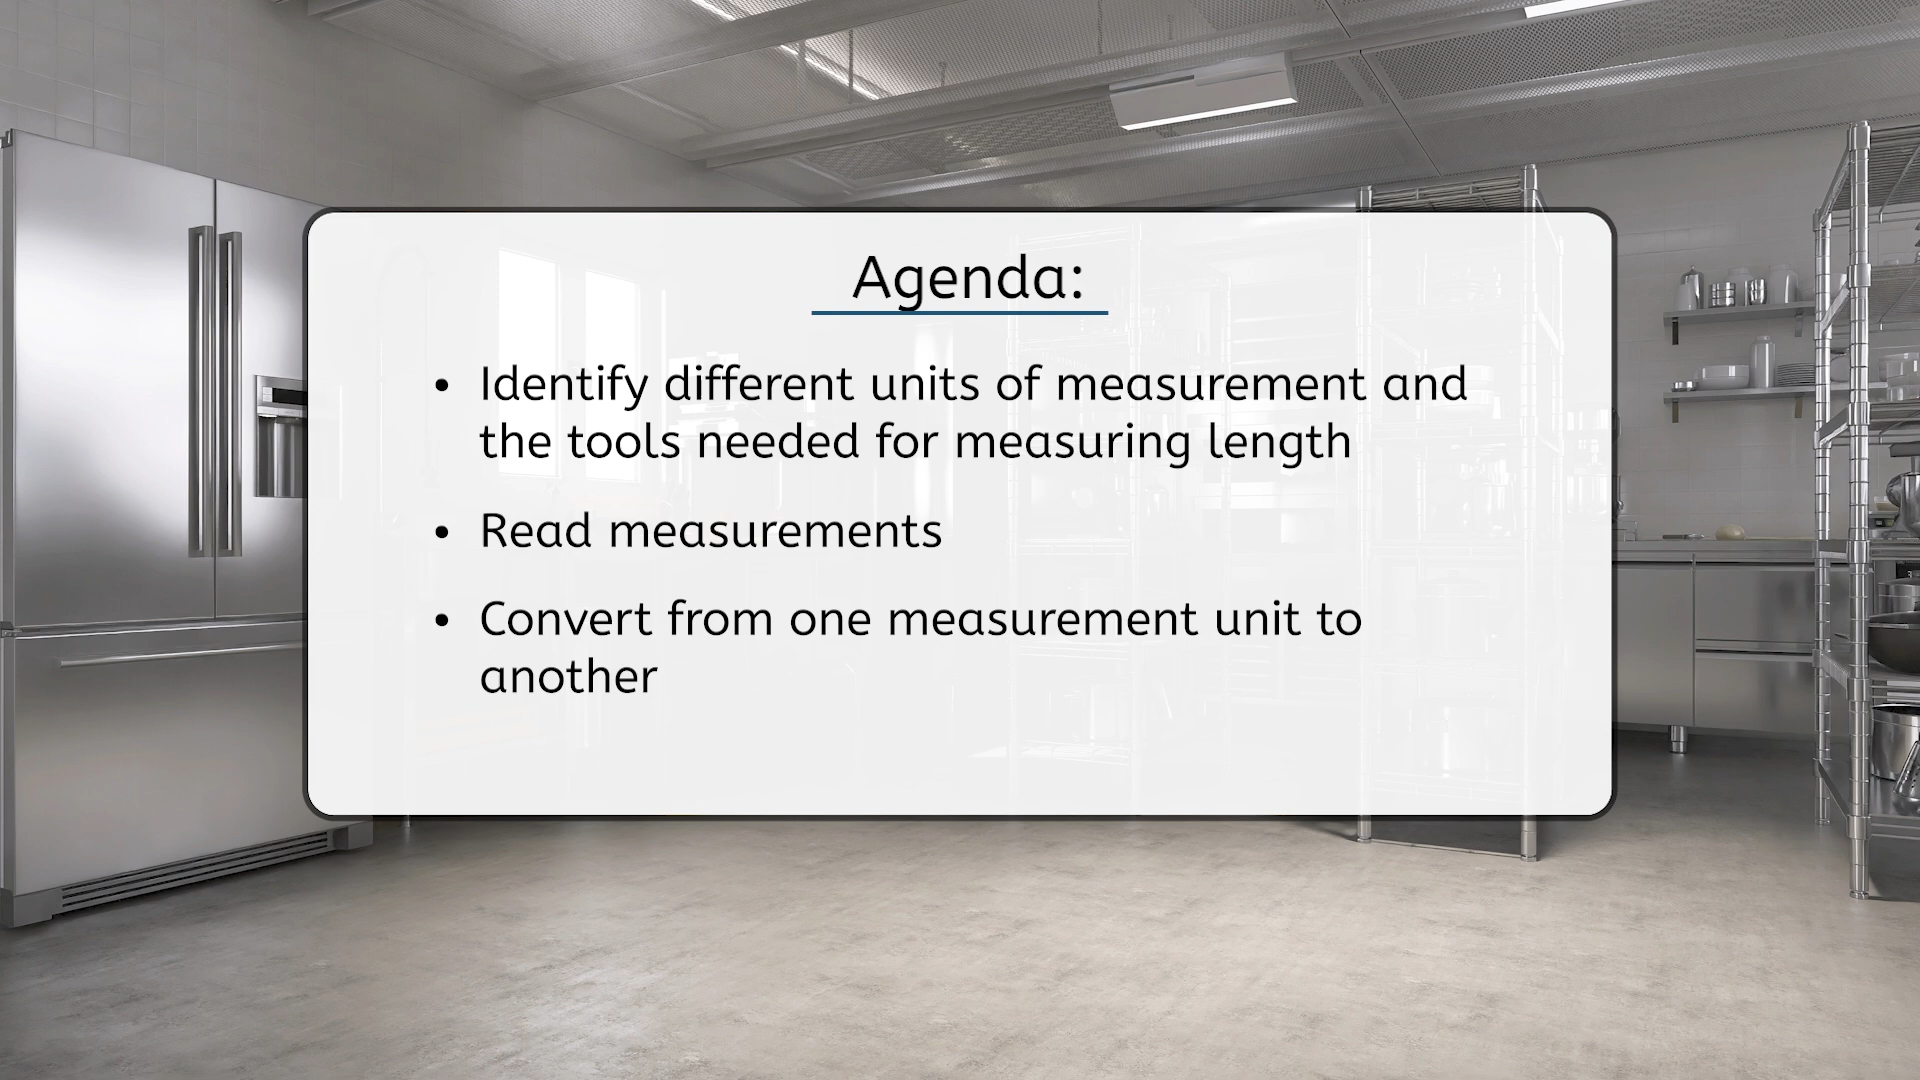 Agenda:
• Identify different units of measurement and
the tools needed for measuring length
• Read measurements
• Convert from one measurement unit to
another